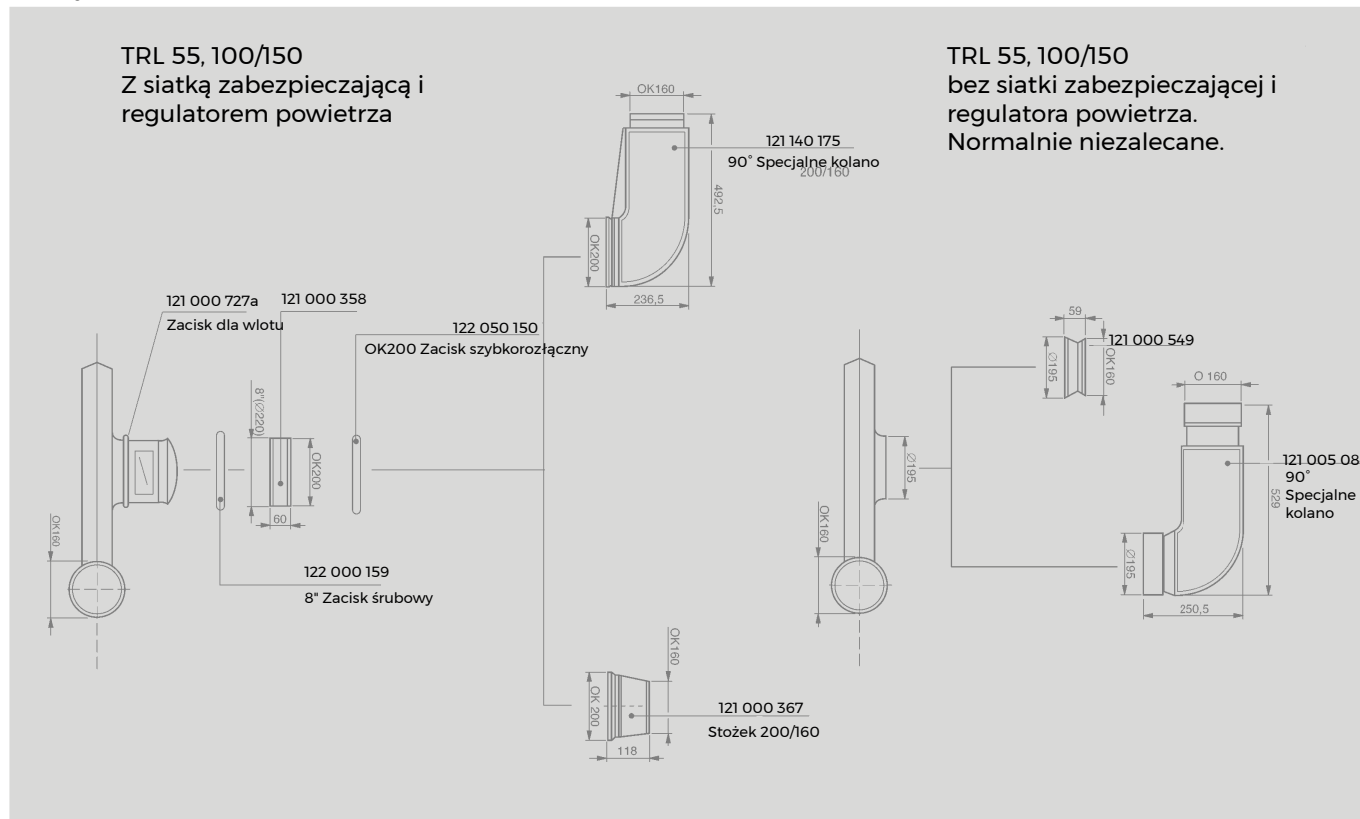 TRL 55, 100/150
Z siatką zabezpieczającą i
regulatorem powietrza
TRL 55, 100/150
bez siatki zabezpieczającej i
regulatora powietrza.
Normalnie niezalecane.
OK160
121 140 175
90° Specjalne kolano
200/160
492,5
OK200
236,5
121 000 727a
Zacisk dla wlotu
121 000 358
122 050 150
OK200 Zacisk szybkorozłączny
8"(∅220)
OK200
60
OK160
122 000 159
8" Zacisk śrubowy
OK160
OK 200
118
121 000 367
Stożek 200/160
59
∅195
OK160
121 000 549
O 160
∅195
OK160
121 005 08
90°
Specjalne
kolano
529
∅195
250,5